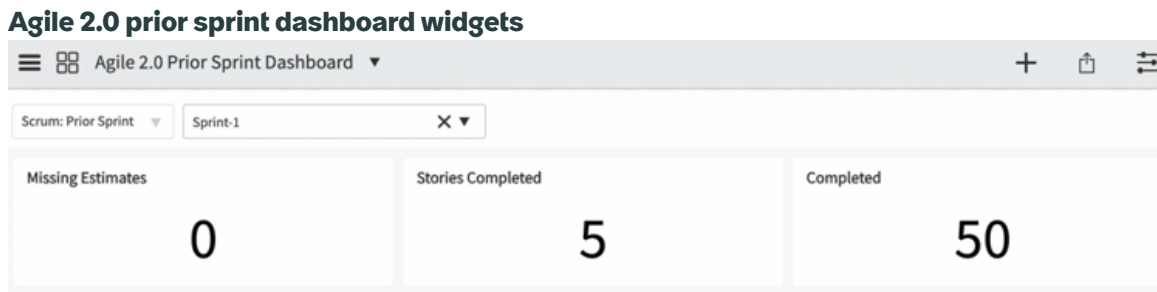 Agile 2.0 prior sprint dashboard widgets
Agile 2.0 Prior Sprint Dashboard
Scrum: Prior Sprint Sprint-1
Missing Estimates Stories Completed Completed
0 5 50